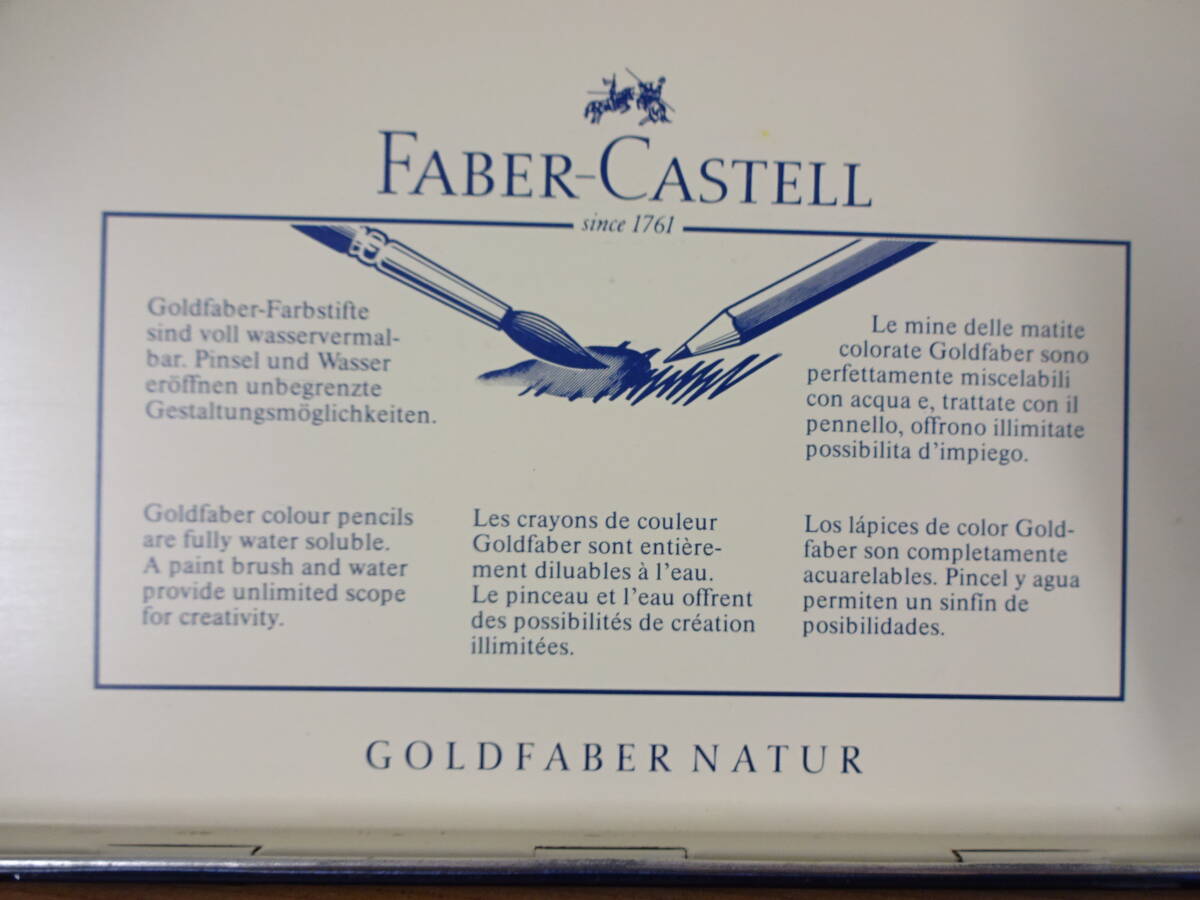 FABER-CASTELL
since 1761
Goldfaber-Farbstifte
sind voll wasservermal-
bar. Pinsel und Wasser
eröffnen unbegrenzte
Gestaltungsmöglichkeiten.
Le mine delle matite
colorate Goldfaber sono
perfettamente miscelabili
con acqua e, trattate con il
pennello, offrono illimitate
possibilita d'impiego.
Goldfaber colour pencils
are fully water soluble.
A paint brush and water
provide unlimited scope
for creativity.
Les crayons de couleur
Goldfaber sont entière-
ment diluables à l'eau.
Le pinceau et l'eau offrent
des possibilités de création
illimitées.
Los lápices de color Gold-
faber son completamente
acuarelables. Pincel y agua
permiten un sinfín de
posibilidades.
GOLDFABER NATUR